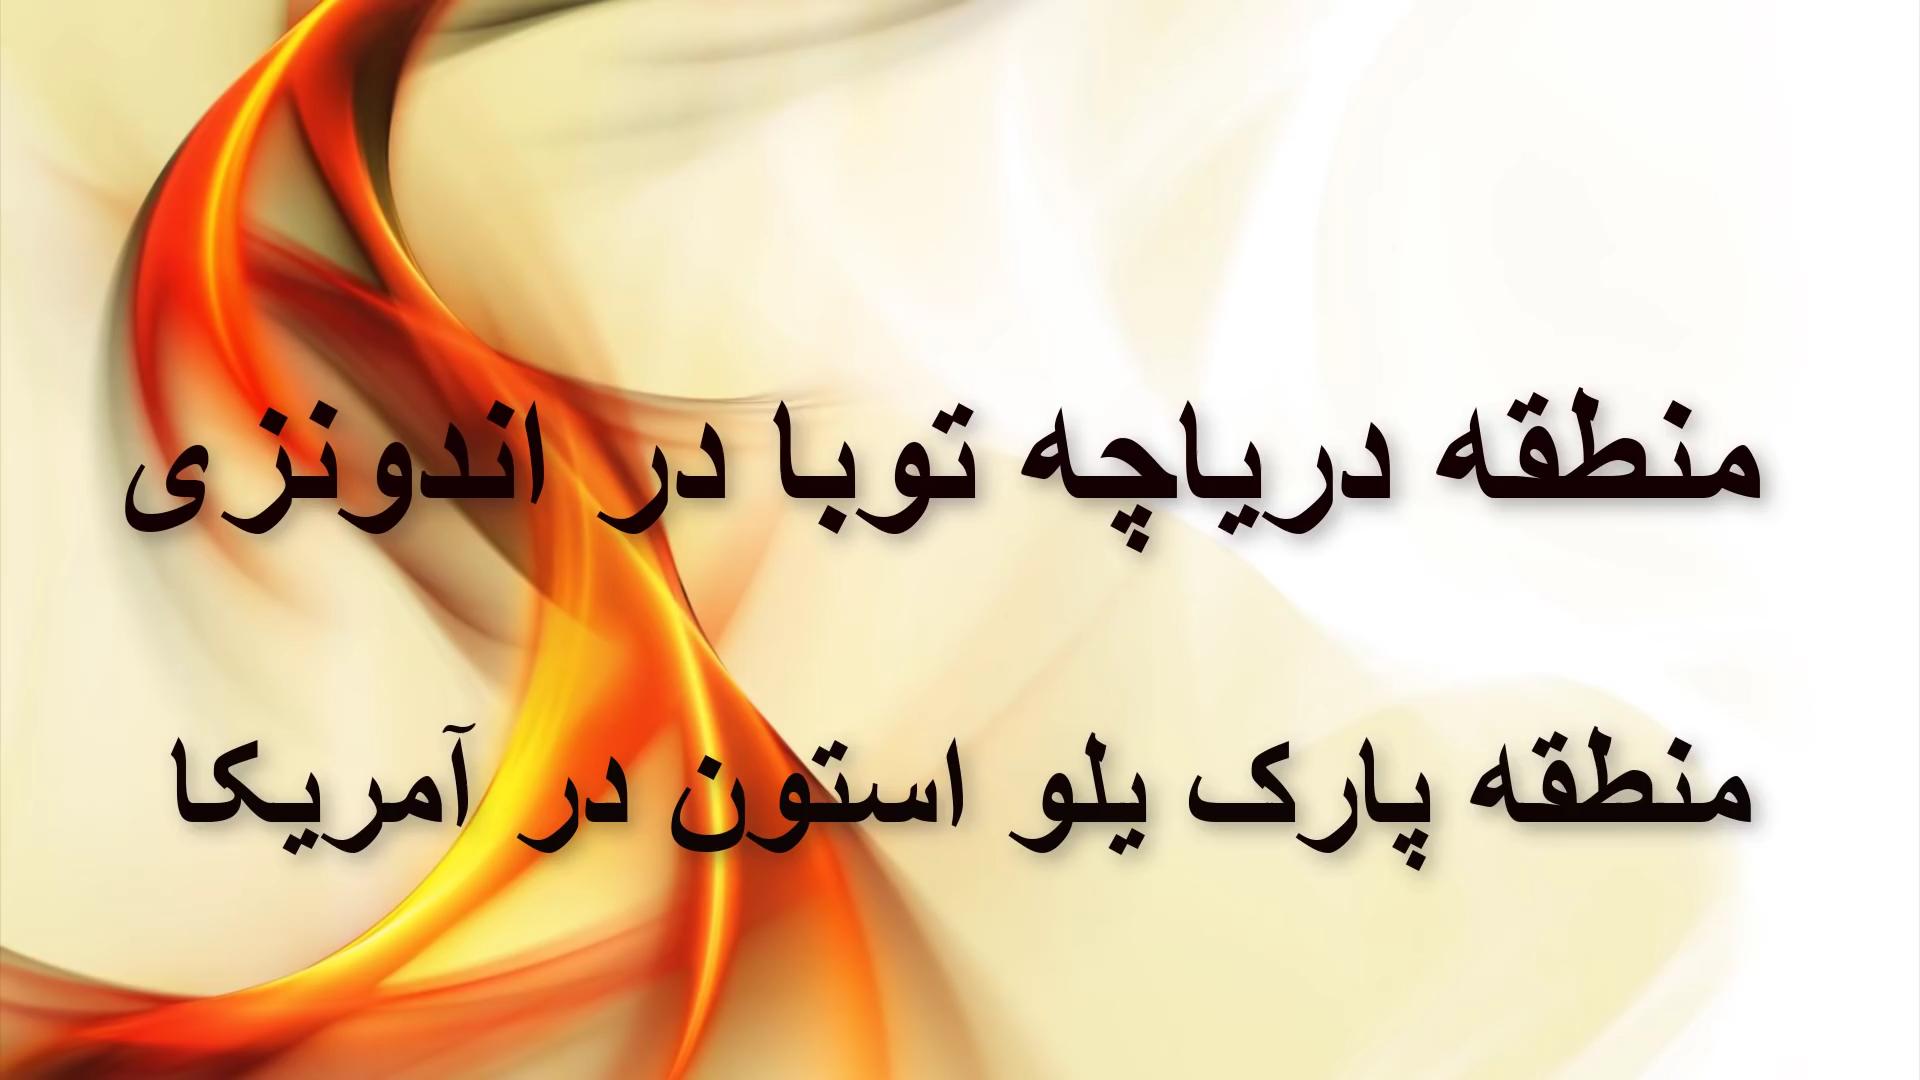 منطقه دریاچه توبا در اندونزی
منطقه پارک یلو استون در آمریکا